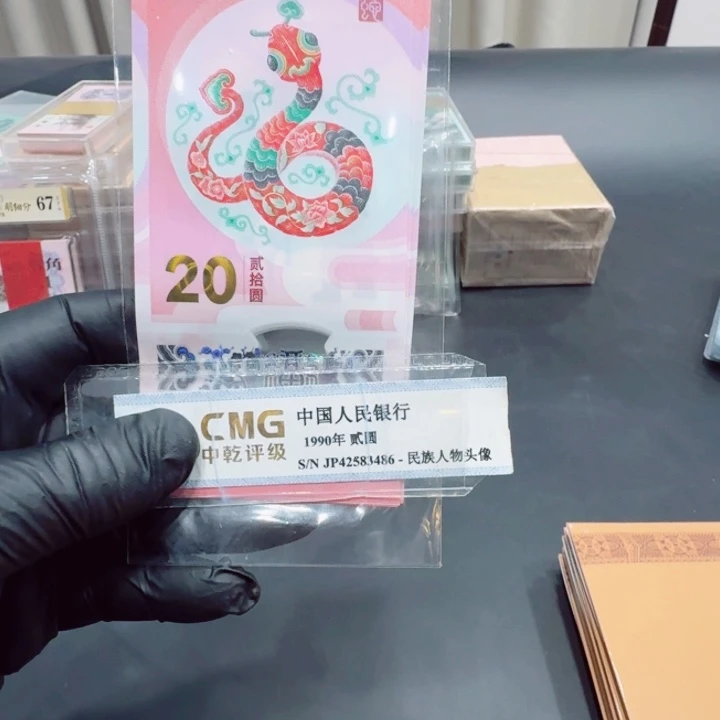 20
贰拾圆
CMG
中乾评级
中国人民银行
1990年 贰圆
S/N JP42583486 - 民族人物头像
67
角